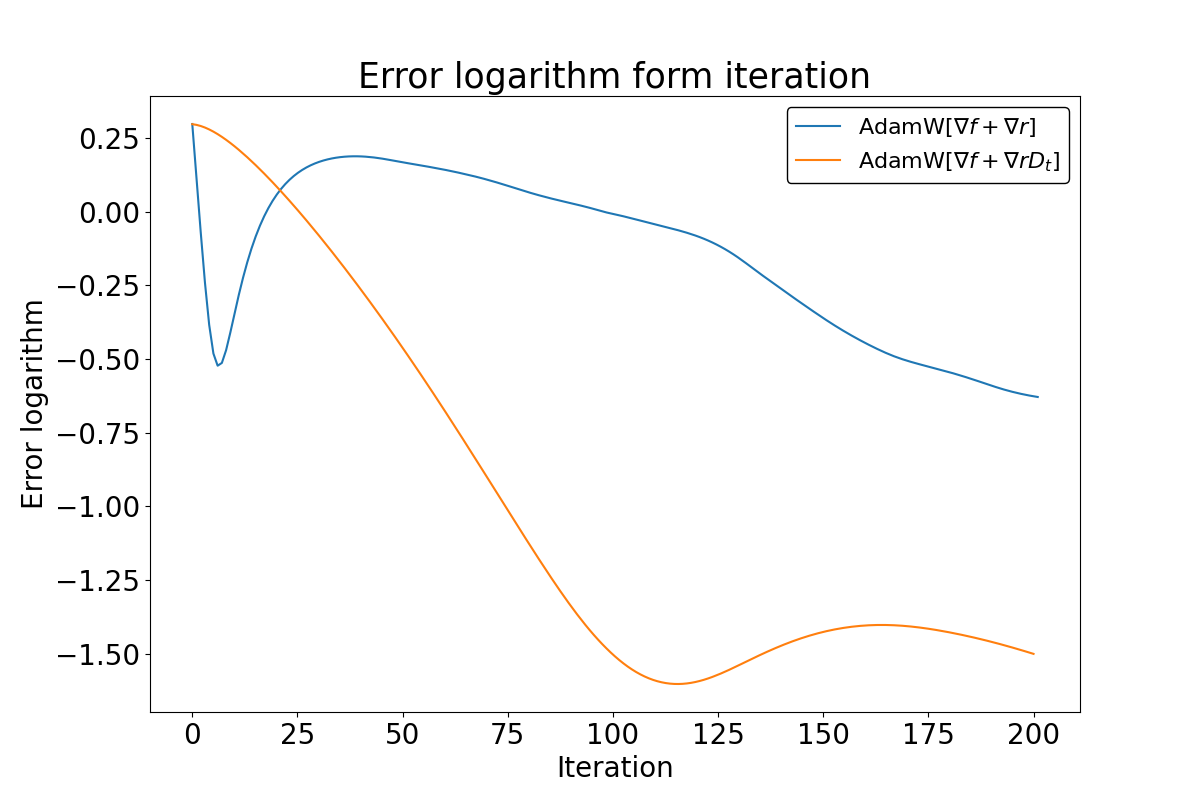 Error logarithm form iteration
AdamW[∇f + ∇r]
AdamW[∇f + ∇rD_t]
Error logarithm
0.25
0.00
−0.25
−0.50
−0.75
−1.00
−1.25
−1.50
0 25 50 75 100 125 150 175 200
Iteration